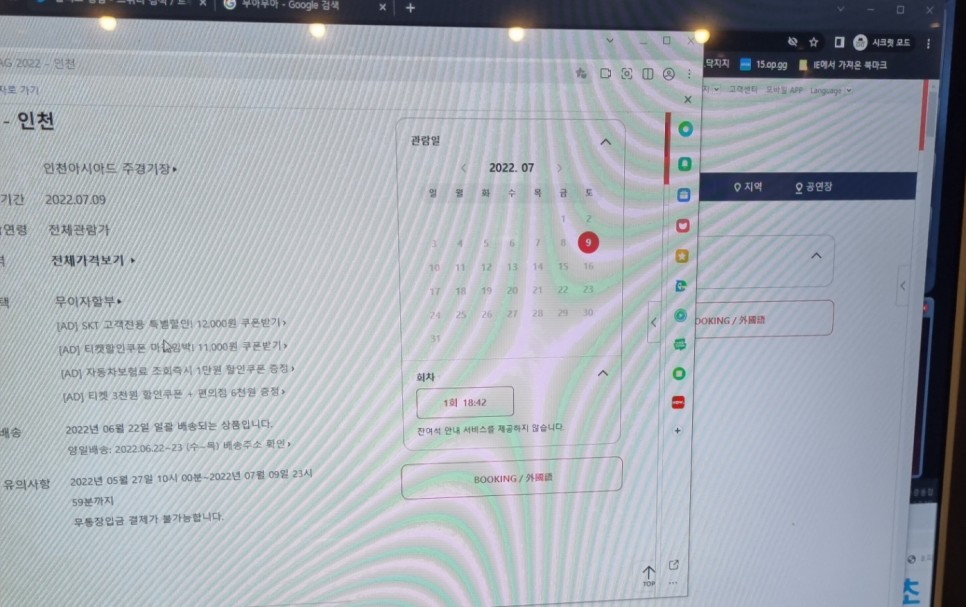 Google 검색
시크릿 모드
15.op.gg
IE에서 가져온 북마크
AG 2022 - 인천
자로 가기
고객센터 모바일 APP Language
- 인천
지역
공연장
인천아시아드 주경기장
기간 2022.07.09
연령 전체관람가
전체가격보기
무이자할부
[AD] SKT 고객전용 특별할인! 12,000원 쿠폰받기
[AD] 티켓할인쿠폰 11,000원 쿠폰받기
[AD] 자동차보험료 조회즉시 1만원 할인쿠폰 증정
[AD] 티켓 3천원 할인쿠폰 + 편의점 6천원 증정
배송 2022년 06월 22일 일괄 배송되는 상품입니다.
영일배송: 2022.06.22~23 (수~목) 배송주소 확인
유의사항 2022년 05월 27일 10시 00분~2022년 07월 09일 23시
59분까지
무통장입금 결제가 불가능합니다.
관람일
2022. 07
일 월 화 수 목 금 토
1 2
3 4 5 6 7 8 9
10 11 12 13 14 15 16
17 18 19 20 21 22 23
24 25 26 27 28 29 30
31
회차
1회 18:42
잔여석 안내 서비스를 제공하지 않습니다.
BOOKING / 外國語
OOKING / 外國語
TOP